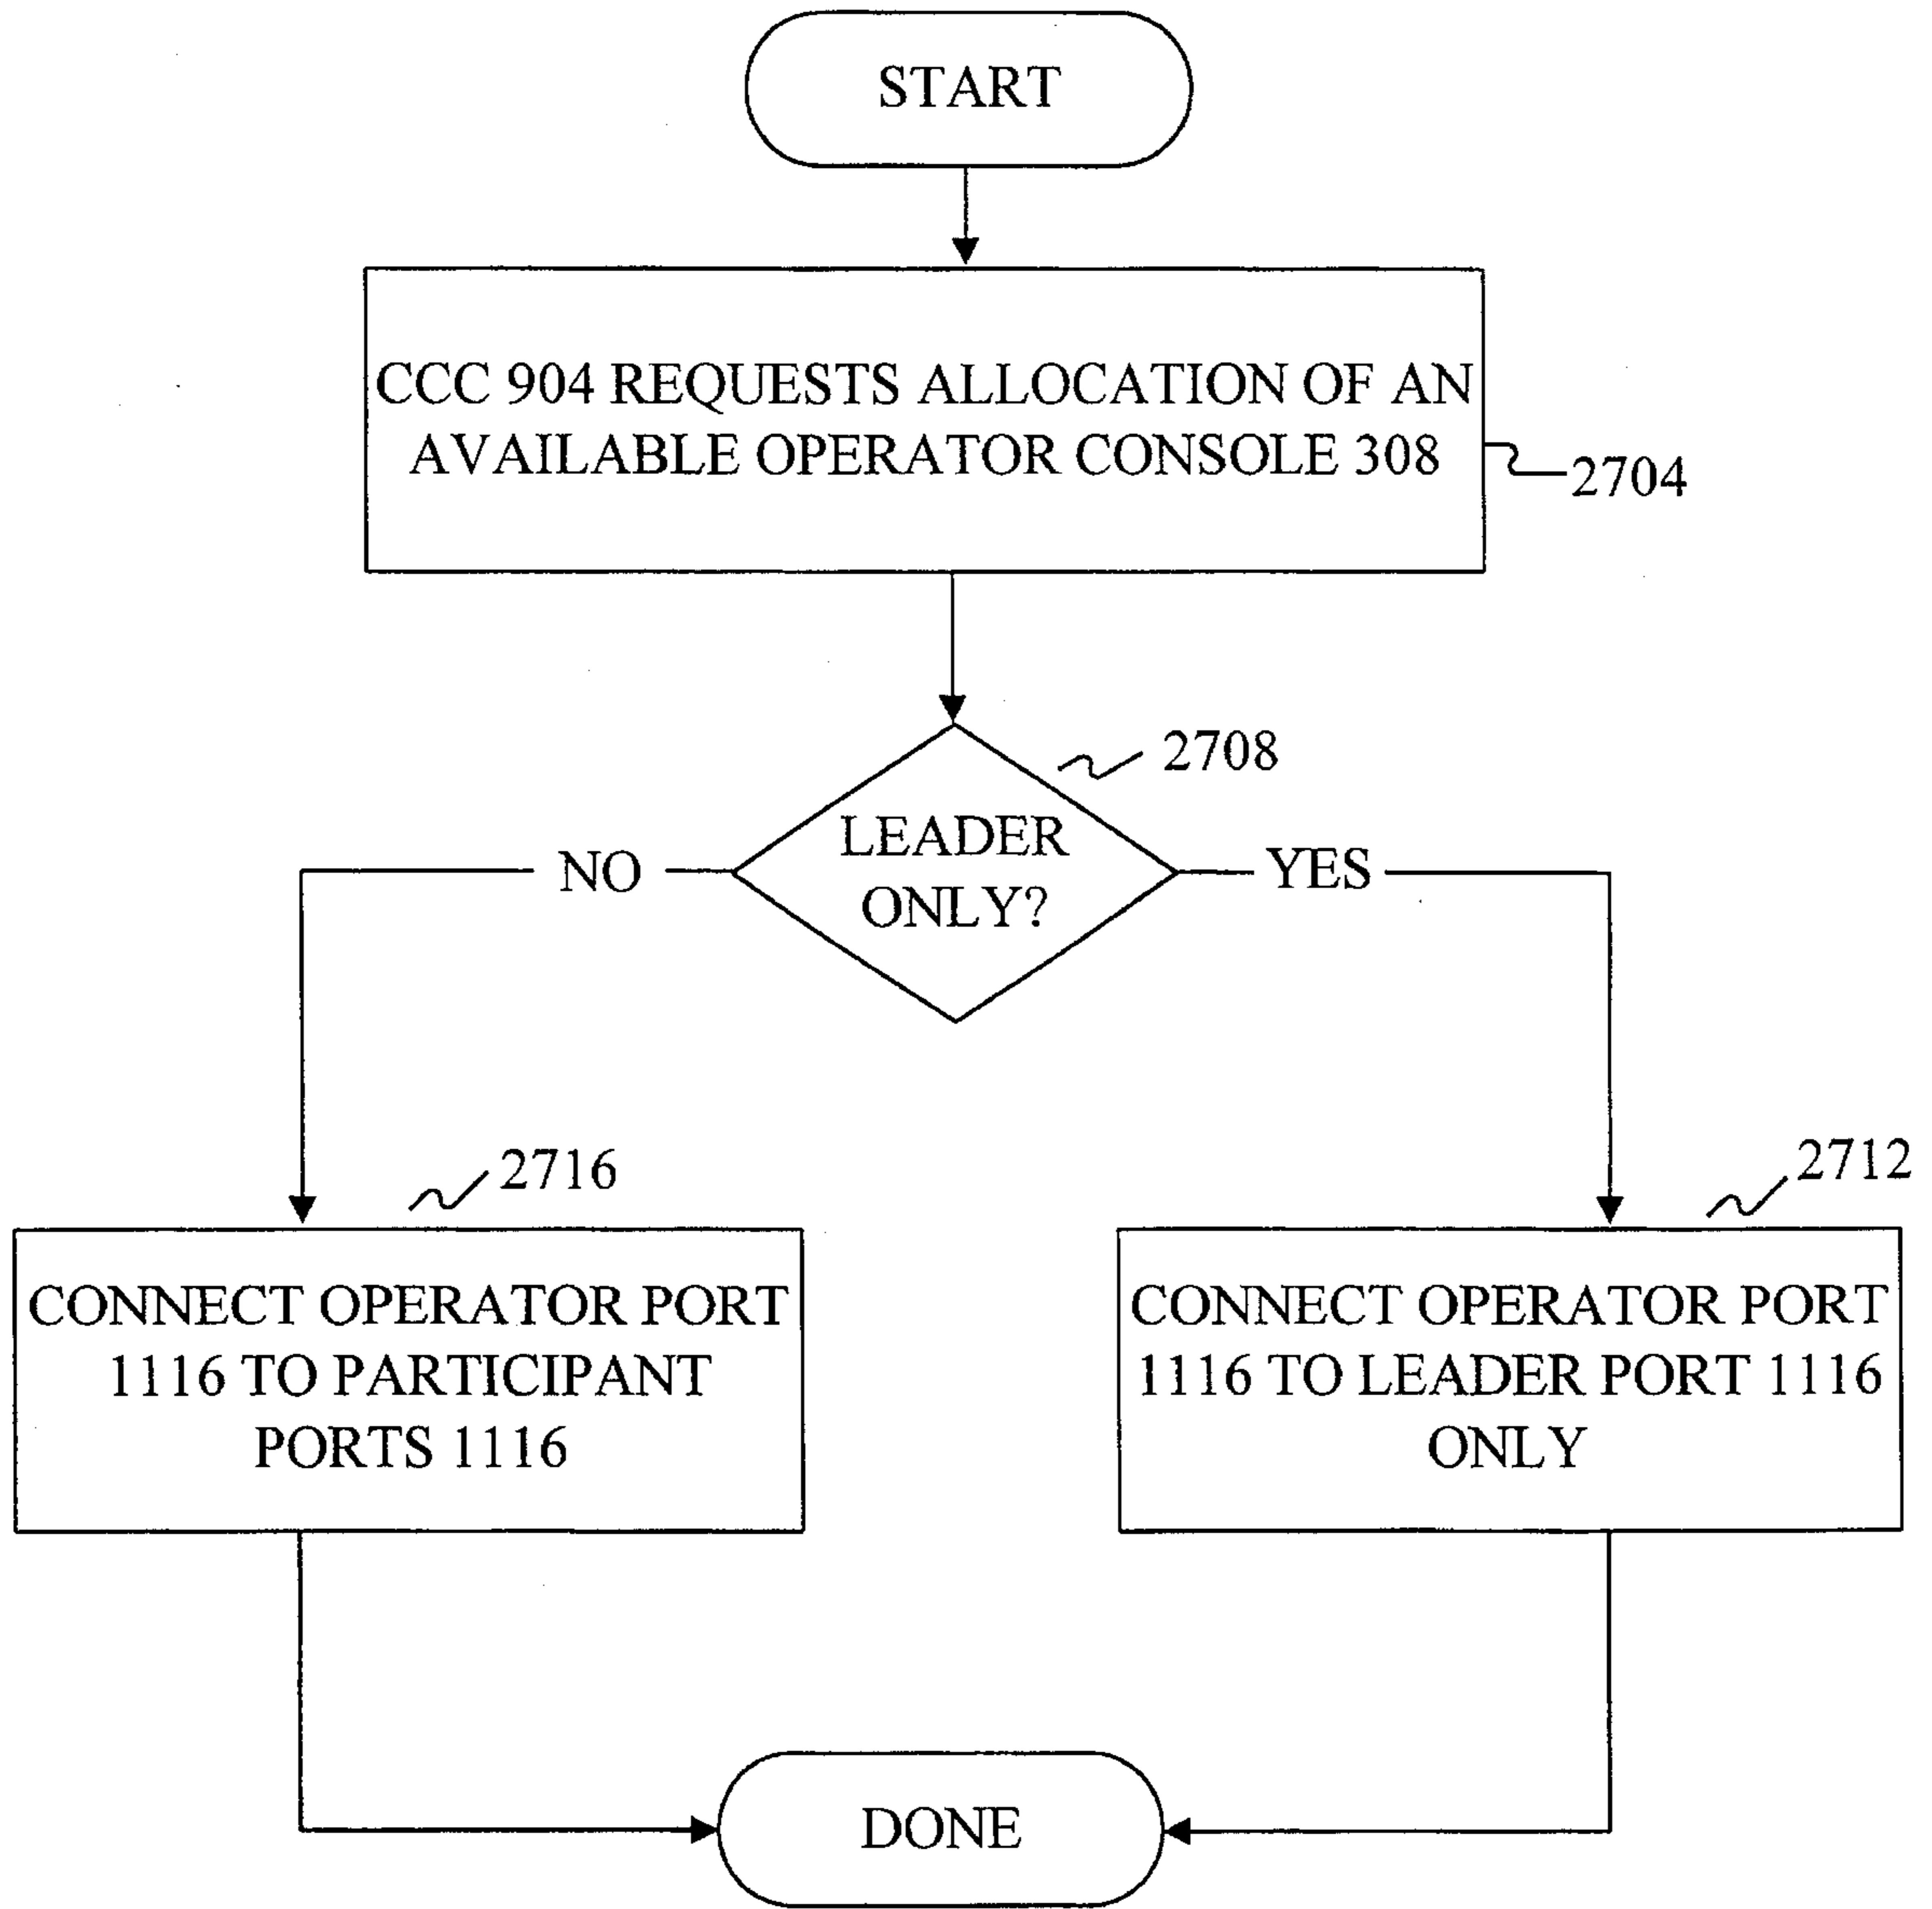 START
CCC 904 REQUESTS ALLOCATION OF AN
AVAILABLE OPERATOR CONSOLE 308
2704
2708
LEADER
ONLY?
NO
YES
2716
2712
CONNECT OPERATOR PORT
1116 TO PARTICIPANT
PORTS 1116
CONNECT OPERATOR PORT
1116 TO LEADER PORT 1116
ONLY
DONE